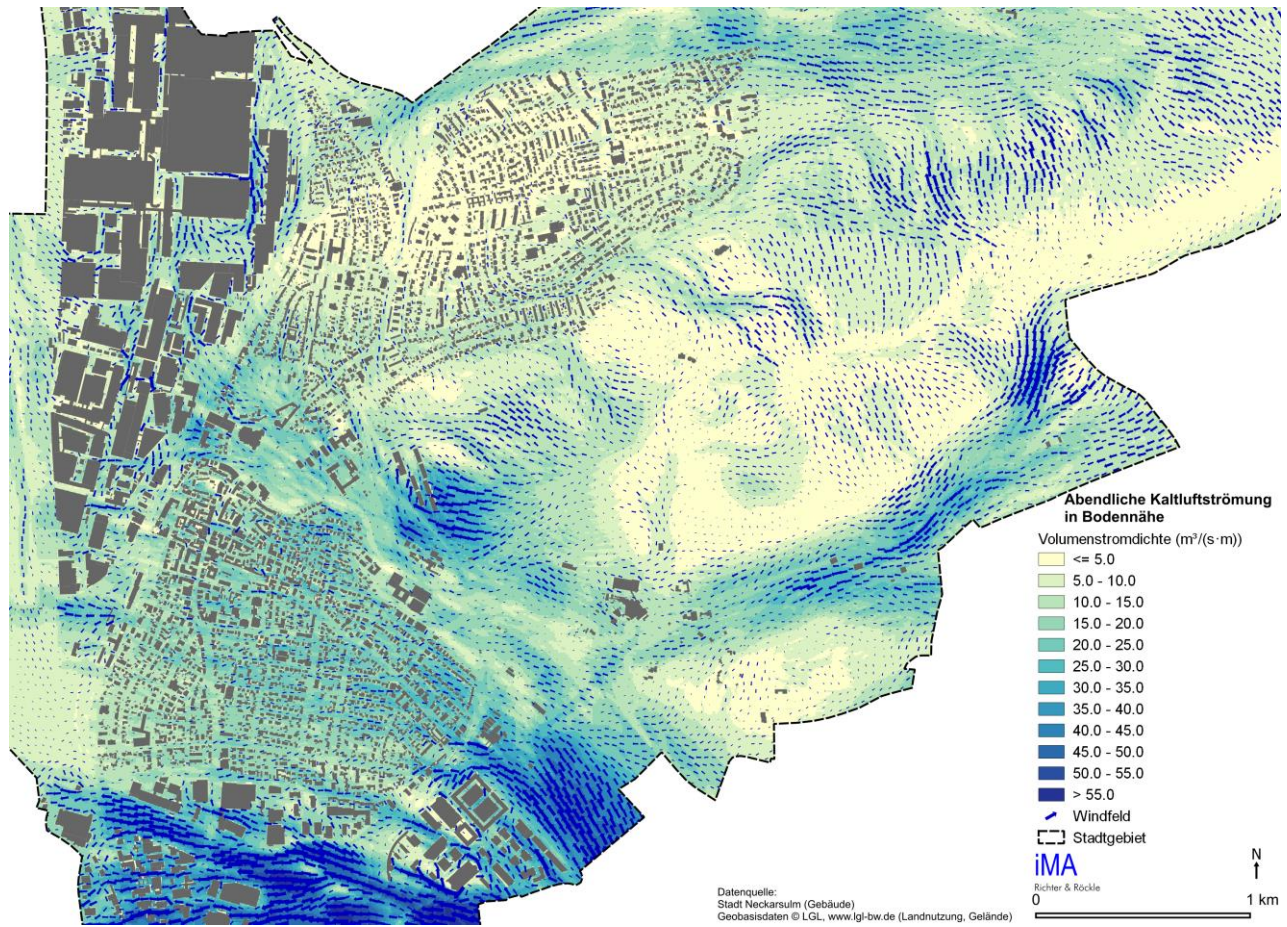 Abendliche Kaltluftströmung
in Bodennähe
Volumenstromdichte (m³/(s·m))
<= 5.0
5.0 - 10.0
10.0 - 15.0
15.0 - 20.0
20.0 - 25.0
25.0 - 30.0
30.0 - 35.0
35.0 - 40.0
40.0 - 45.0
45.0 - 50.0
50.0 - 55.0
> 55.0
Windfeld
Stadtgebiet
iMA
Richter & Röckle
N
0 1 km
Datenquelle:
Stadt Neckarsulm (Gebäude)
Geobasisdaten © LGL, www.lgl-bw.de (Landnutzung, Gelände)